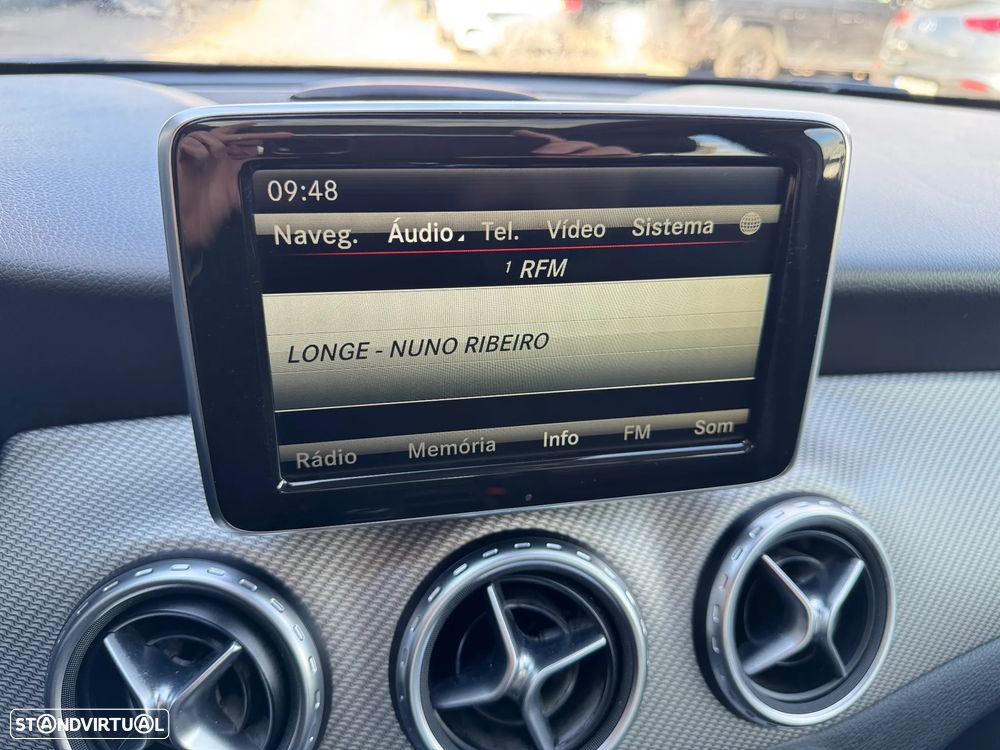 09:48
Naveg. Áudio Tel. Vídeo Sistema
1 RFM
LONGE - NUNO RIBEIRO
Rádio Memória Info FM Som
STANDVIRTUAL